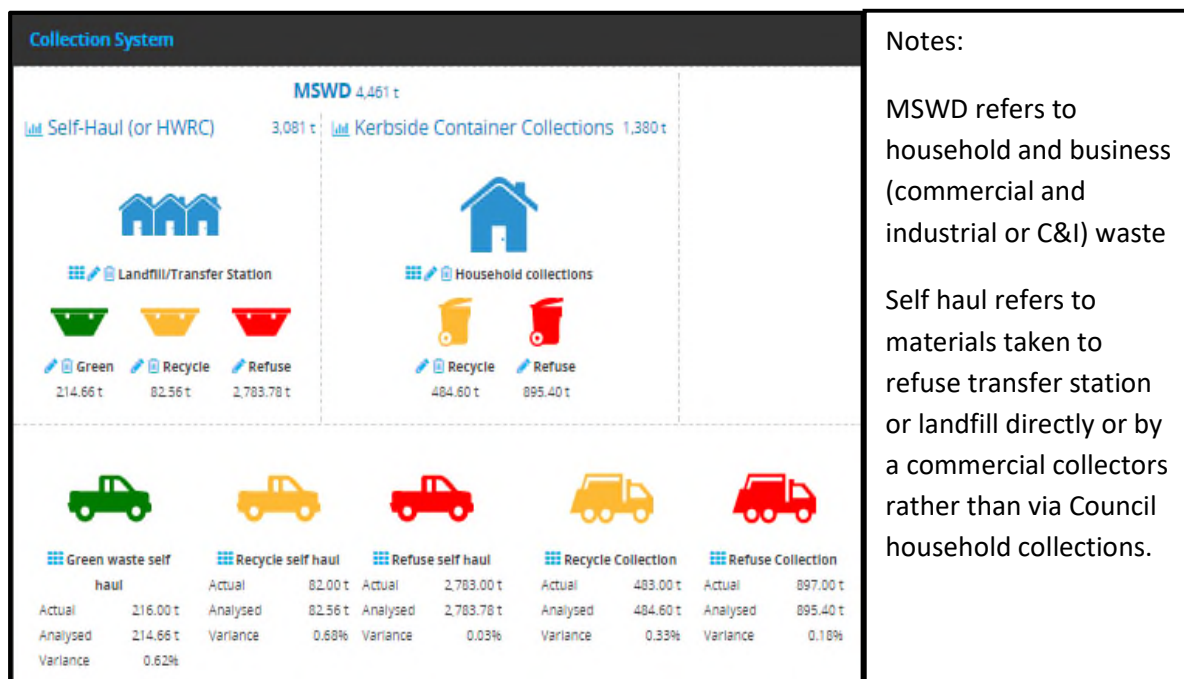 Collection System
MSWD 4,461 t
Self-Haul (or HWRC) 3,081 t
Kerbside Container Collections 1,380 t
Landfill/Transfer Station
Household collections
Green Recycle Refuse
214.66 t 82.56 t 2,783.78 t
Recycle Refuse
484.60 t 895.40 t
Green waste self
haul
Actual 216.00 t
Analysed 214.66 t
Variance 0.62%
Recycle self haul
Actual 82.00 t
Analysed 82.56 t
Variance 0.68%
Refuse self haul
Actual 2,783.00 t
Analysed 2,783.78 t
Variance 0.03%
Recycle Collection
Actual 483.00 t
Analysed 484.60 t
Variance 0.33%
Refuse Collection
Actual 897.00 t
Analysed 895.40 t
Variance 0.18%
Notes:
MSWD refers to
household and business
(commercial and
industrial or C&I) waste
Self haul refers to
materials taken to
refuse transfer station
or landfill directly or by
a commercial collectors
rather than via Council
household collections.